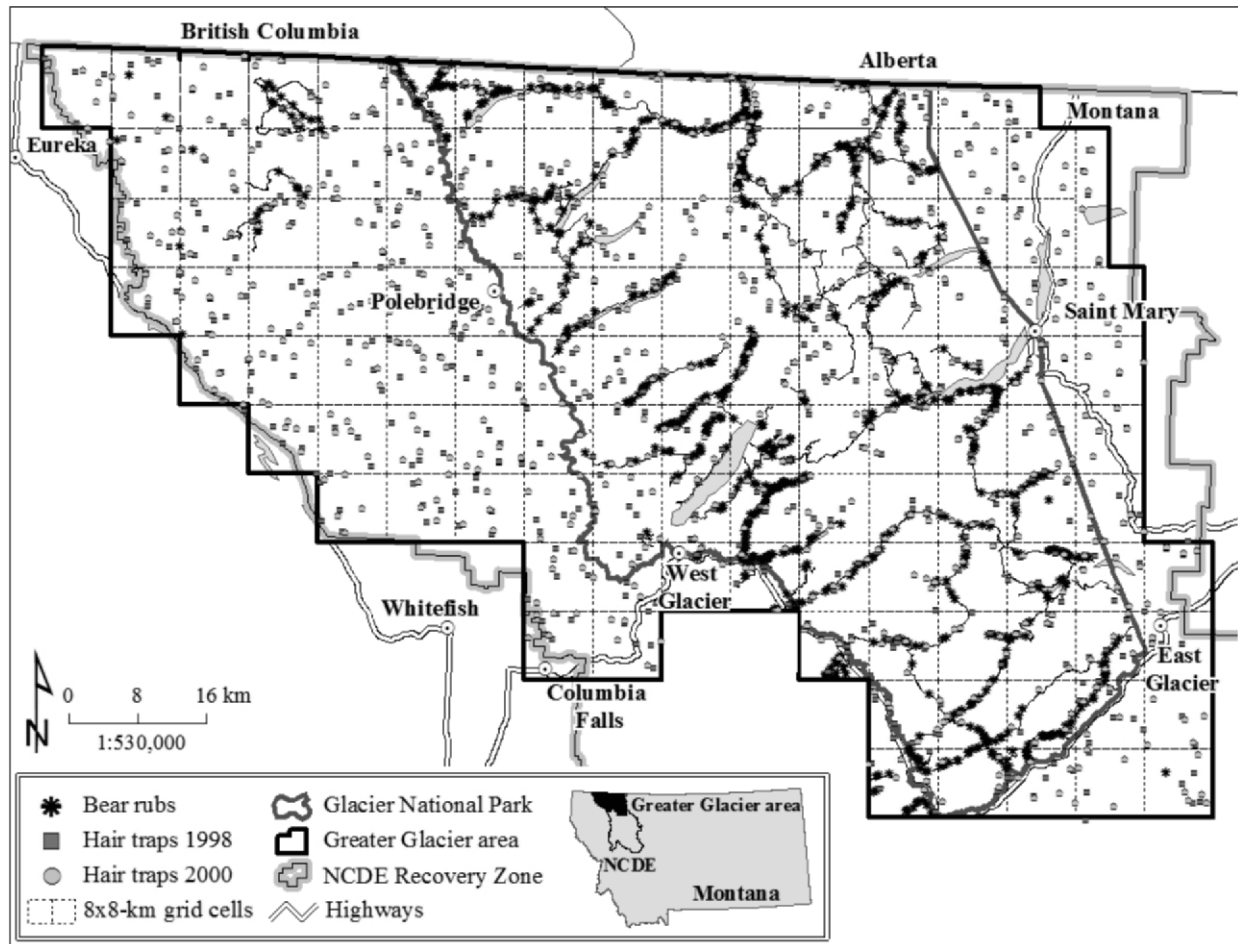 British Columbia
Alberta
Montana
Eureka
Polebridge
Saint Mary
West
Glacier
Whitefish
East
Glacier
Columbia
Falls
N
0 8 16 km
1:530,000
Bear rubs
Hair traps 1998
Hair traps 2000
8x8-km grid cells
Glacier National Park
Greater Glacier area
NCDE Recovery Zone
Highways
Greater Glacier area
NCDE
Montana